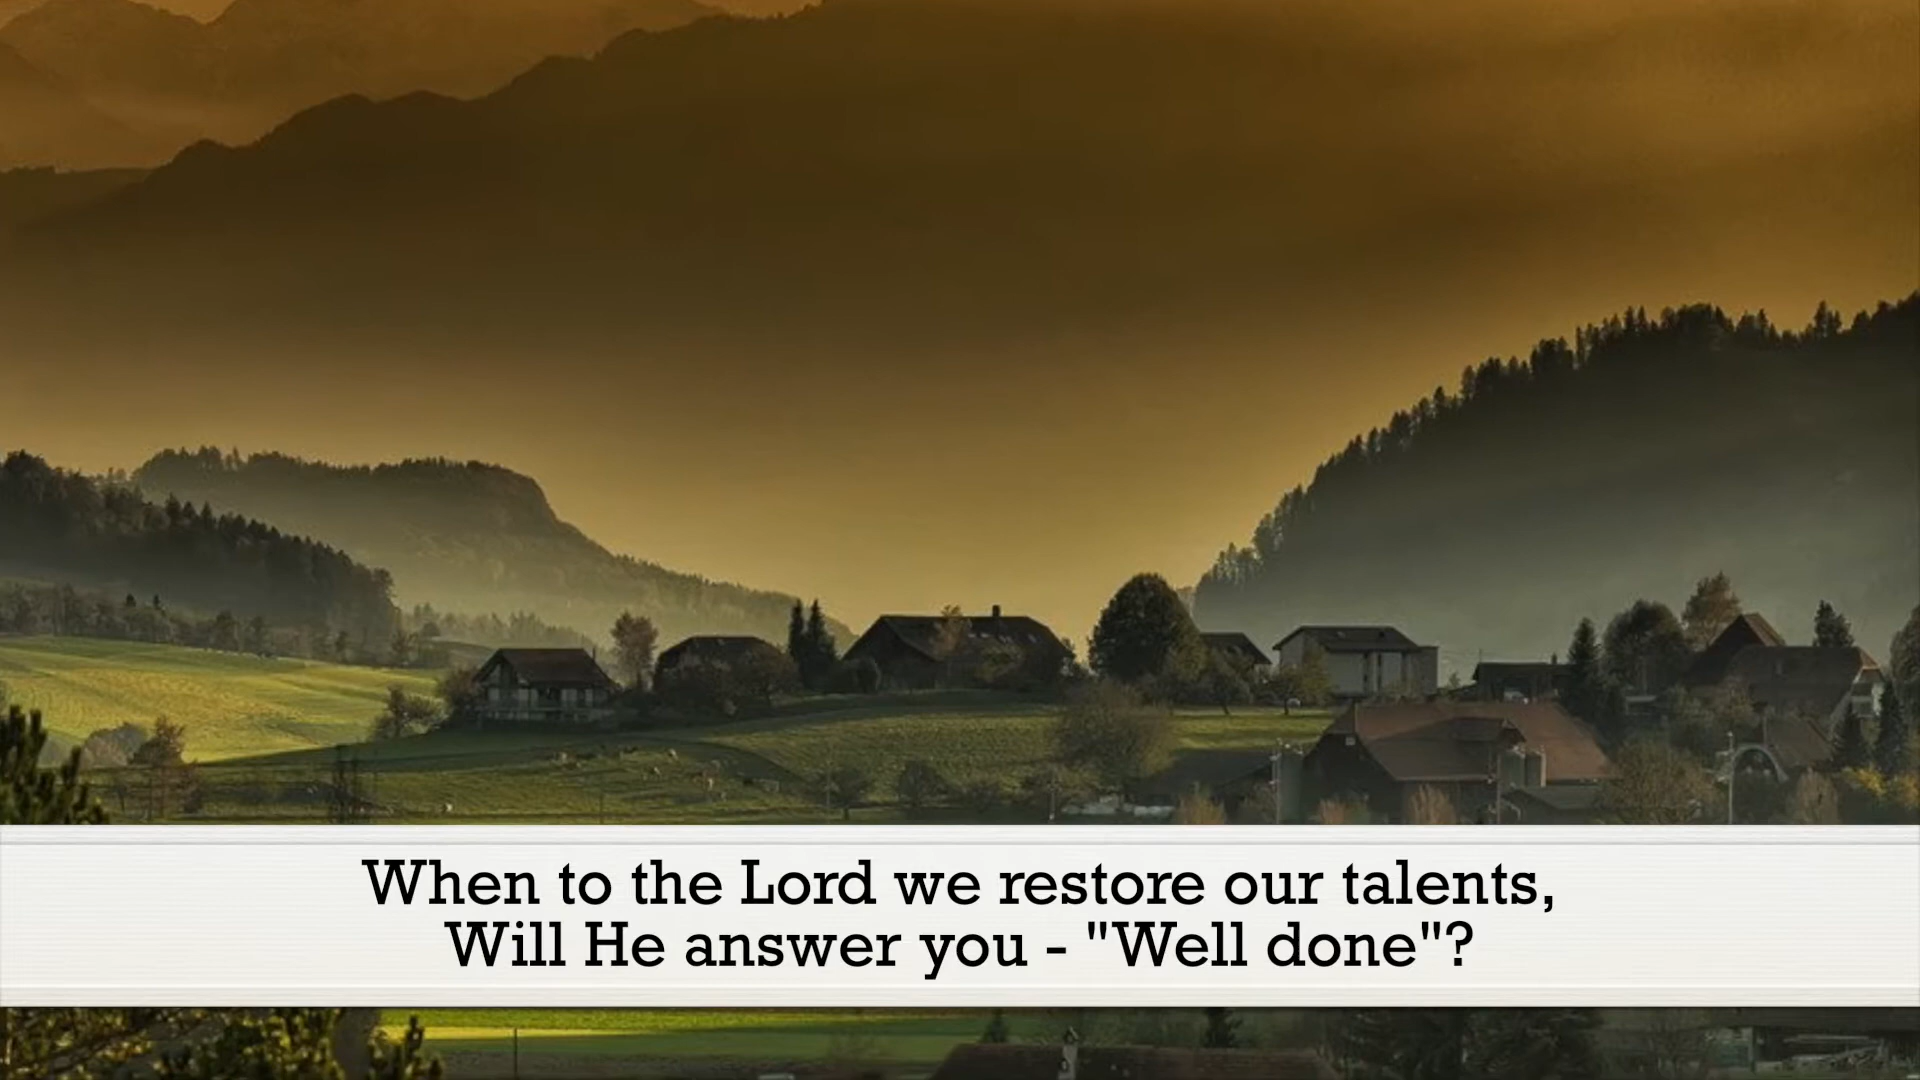 When to the Lord we restore our talents,
Will He answer you - "Well done"?